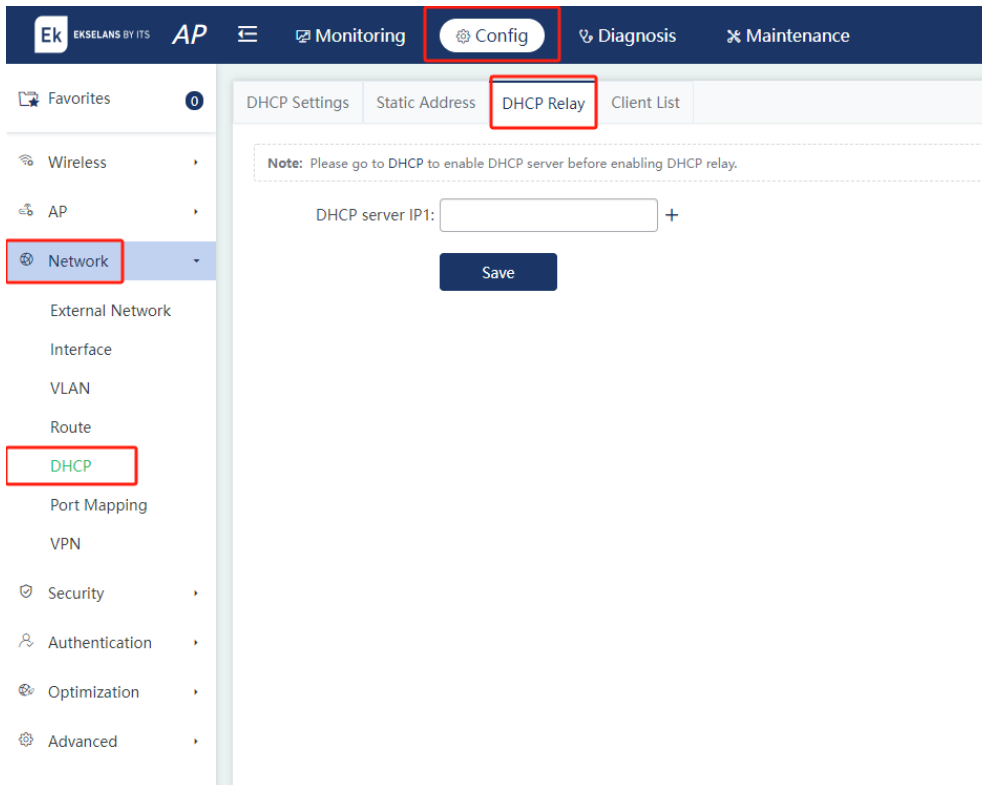 Ek EKSELANS BY ITS AP Monitoring Config Diagnosis Maintenance
Favorites 0
DHCP Settings Static Address DHCP Relay Client List
Wireless
Note: Please go to DHCP to enable DHCP server before enabling DHCP relay.
AP
DHCP server IP1: +
Network
Save
External Network
Interface
VLAN
Route
DHCP
Port Mapping
VPN
Security
Authentication
Optimization
Advanced